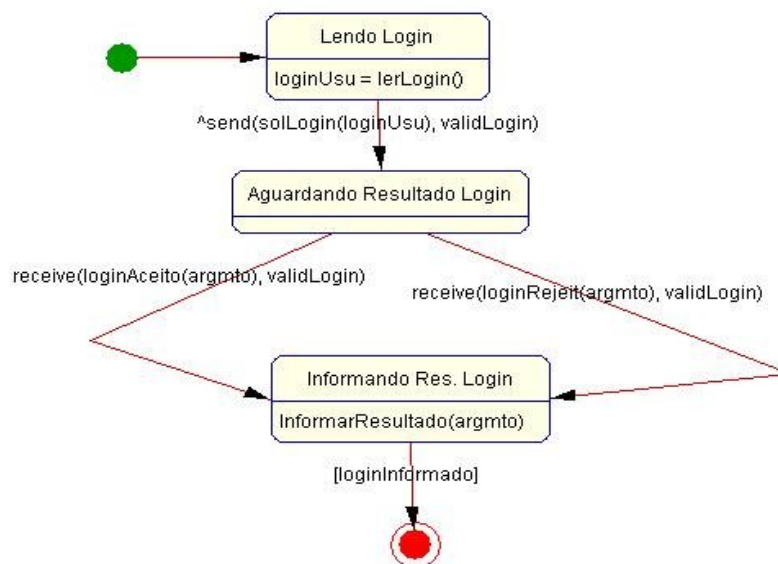 Lendo Login
loginUsu = lerLogin()
^send(solLogin(loginUsu), validLogin)
Aguardando Resultado Login
receive(loginAceito(argmto), validLogin)
receive(loginRejeit(argmto), validLogin)
Informando Res. Login
InformarResultado(argmto)
[loginInformado]